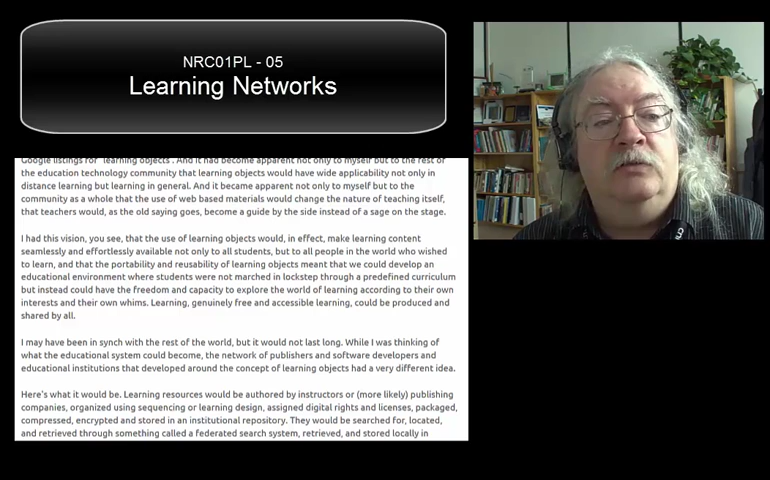 NRC01PL - 05
Learning Networks
Google listings for "learning objects". And it had become apparent not only to myself but to the rest of
the education technology community that learning objects would have wide applicability not only in
distance learning but learning in general. And it became apparent not only to myself but to the
community as a whole that the use of web based materials would change the nature of teaching itself,
that teachers would, as the old saying goes, become a guide by the side instead of a sage on the stage.
I had this vision, you see, that the use of learning objects would, in effect, make learning content
seamlessly and effortlessly available not only to all students, but to all people in the world who wished
to learn, and that the portability and reusability of learning objects meant that we could develop an
educational environment where students were not marched in lockstep through a predefined curriculum
but instead could have the freedom and capacity to explore the world of learning according to their own
interests and their own whims. Learning, genuinely free and accessible learning, could be produced and
shared by all.
I may have been in synch with the rest of the world, but it would not last long. While I was thinking of
what the educational system could become, the network of publishers and software developers and
educational institutions that developed around the concept of learning objects had a very different idea.
Here's what it would be. Learning resources would be authored by instructors or (more likely) publishing
companies, organized using sequencing or learning design, assigned digital rights and licenses, packaged,
compressed, encrypted and stored in an institutional repository. They would be searched for, located,
and retrieved through something called a federated search system, retrieved, and stored locally in